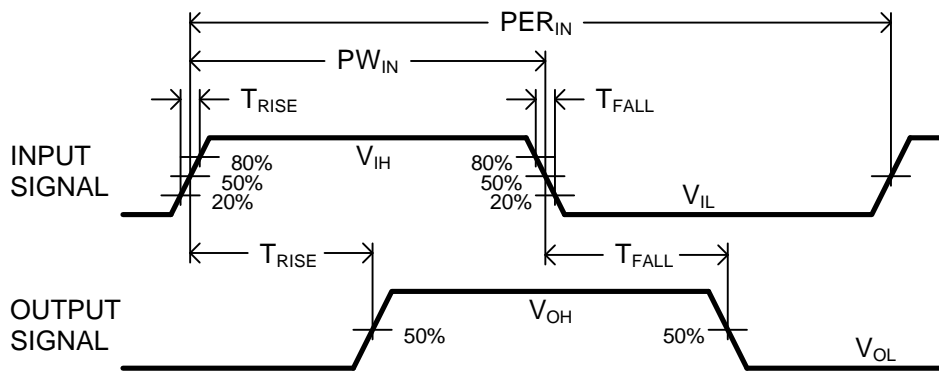 PER_IN
PW_IN
T_RISE T_FALL
INPUT SIGNAL
V_IH
80% 80%
50% 50%
20% 20%
V_IL
T_RISE T_FALL
OUTPUT SIGNAL
V_OH
50% 50%
V_OL